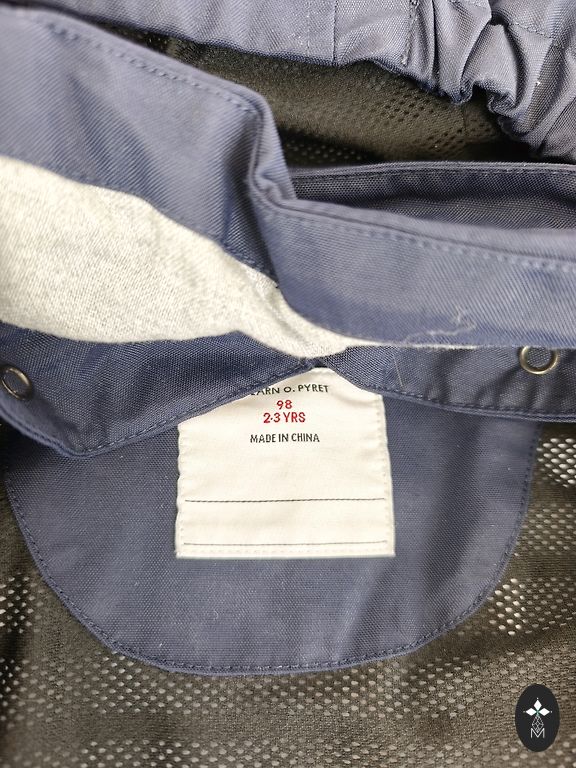 ARN O. PYRET
98
2-3 YRS
MADE IN CHINA
M